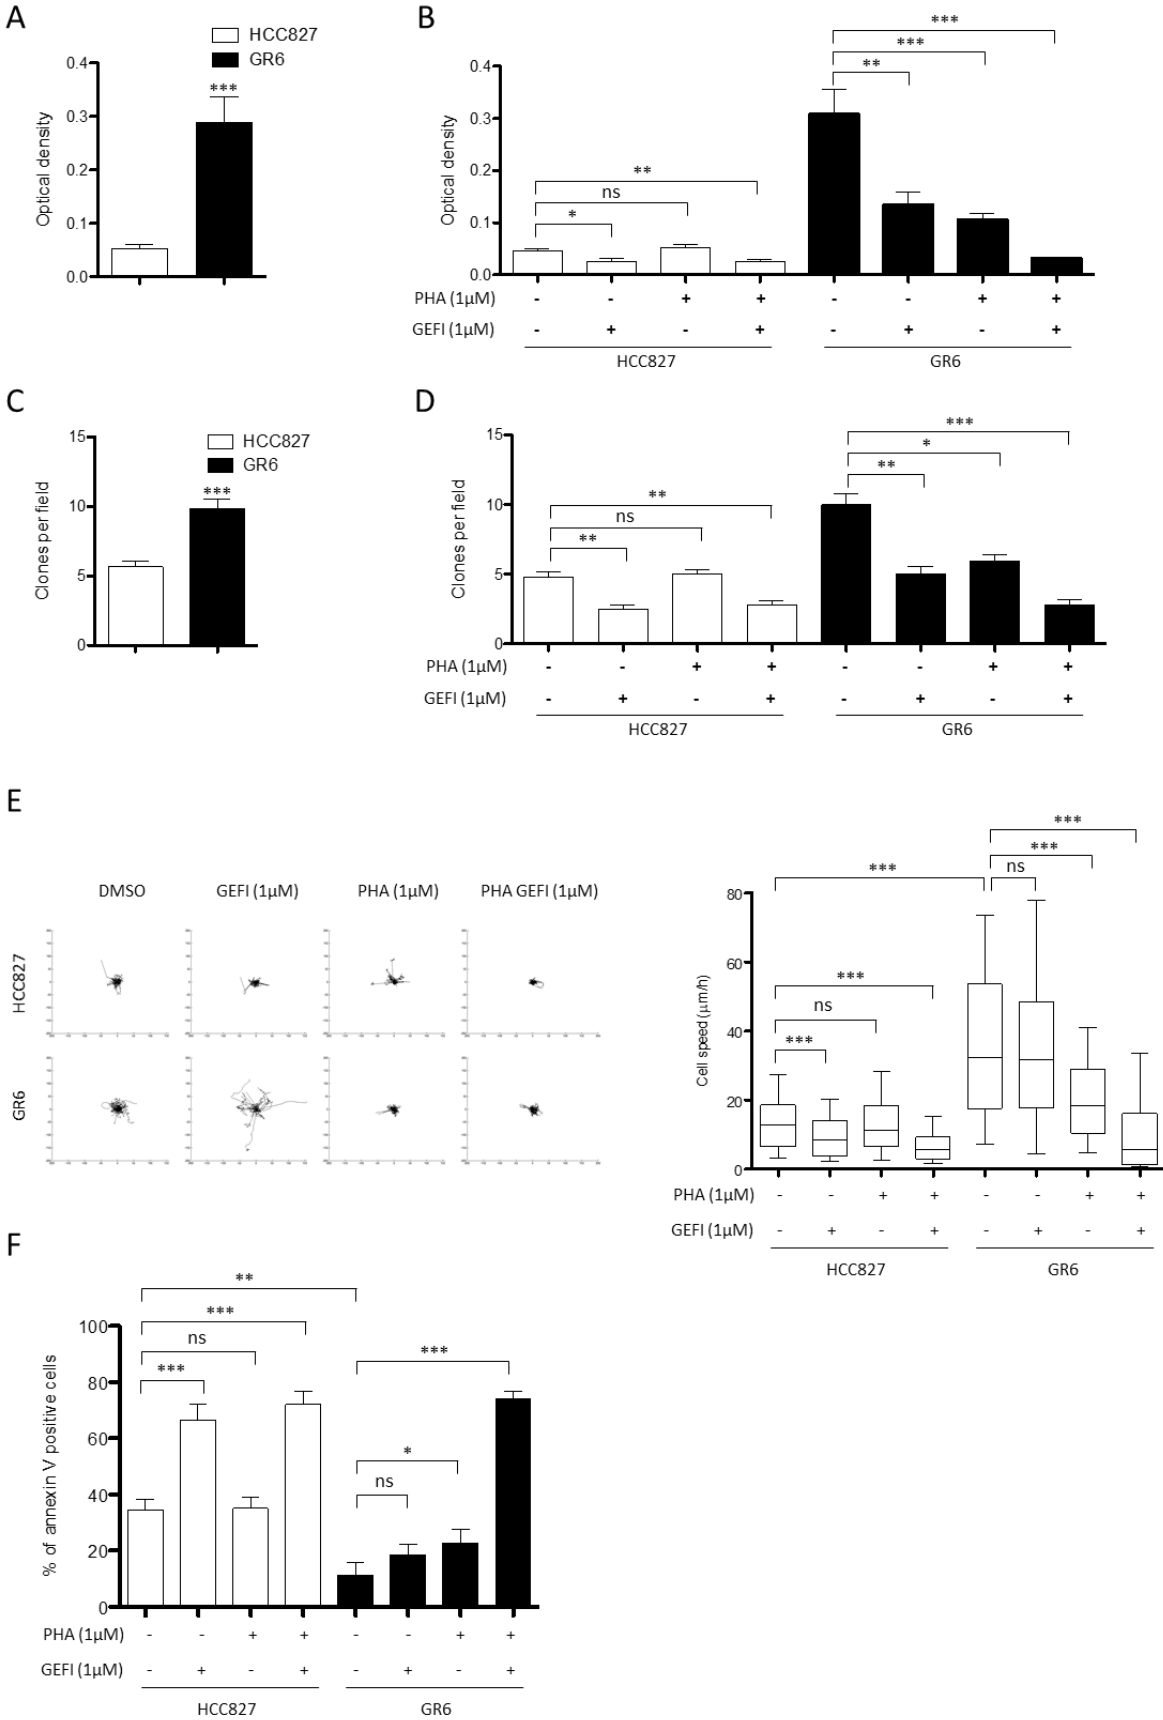 A
HCC827
GR6
***
Optical density
0.4
0.3
0.2
0.1
0.0
B
Optical density
0.4
0.3
0.2
0.1
0.0
***
***
**
**
ns
*
PHA (1µM) - - + + - - + +
GEFI (1µM) - + - + - + - +
HCC827 GR6
C
HCC827
GR6
***
Clones per field
15
10
5
0
D
Clones per field
15
10
5
0
***
*
**
**
ns
**
PHA (1µM) - - + + - - + +
GEFI (1µM) - + - + - + - +
HCC827 GR6
E
DMSO GEFI (1µM) PHA (1µM) PHA GEFI (1µM)
HCC827
GR6
Cell speed (µm/h)
80
60
40
20
0
***
***
***
ns
***
ns
***
PHA (1µM) - - + + - - + +
GEFI (1µM) - + - + - + - +
HCC827 GR6
F
% of annexin V positive cells
100
80
60
40
20
0
**
***
ns
***
***
*
ns
PHA (1µM) - - + + - - + +
GEFI (1µM) - + - + - + - +
HCC827 GR6